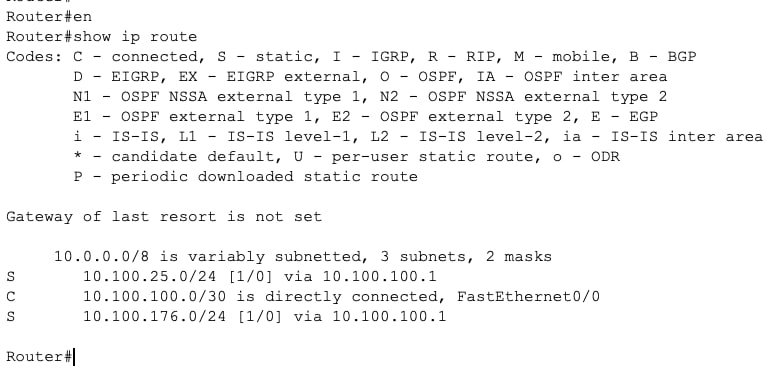 Router#en
Router#show ip route
Codes: C - connected, S - static, I - IGRP, R - RIP, M - mobile, B - BGP
       D - EIGRP, EX - EIGRP external, O - OSPF, IA - OSPF inter area
       N1 - OSPF NSSA external type 1, N2 - OSPF NSSA external type 2
       E1 - OSPF external type 1, E2 - OSPF external type 2, E - EGP
       i - IS-IS, L1 - IS-IS level-1, L2 - IS-IS level-2, ia - IS-IS inter area
       * - candidate default, U - per-user static route, o - ODR
       P - periodic downloaded static route

Gateway of last resort is not set

     10.0.0.0/8 is variably subnetted, 3 subnets, 2 masks
S       10.100.25.0/24 [1/0] via 10.100.100.1
C       10.100.100.0/30 is directly connected, FastEthernet0/0
S       10.100.176.0/24 [1/0] via 10.100.100.1

Router#